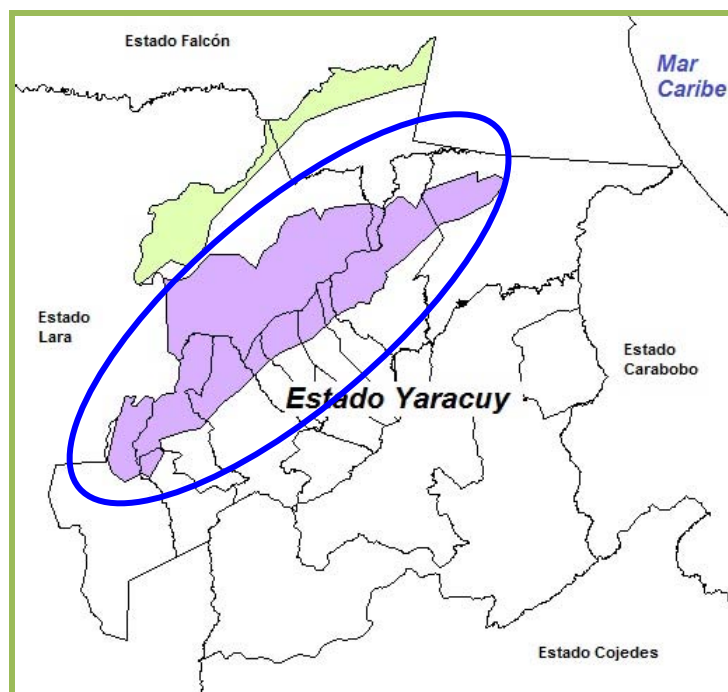 Estado Falcón
Mar
Caribe
Estado
Lara
Estado
Carabobo
Estado Yaracuy
Estado Cojedes